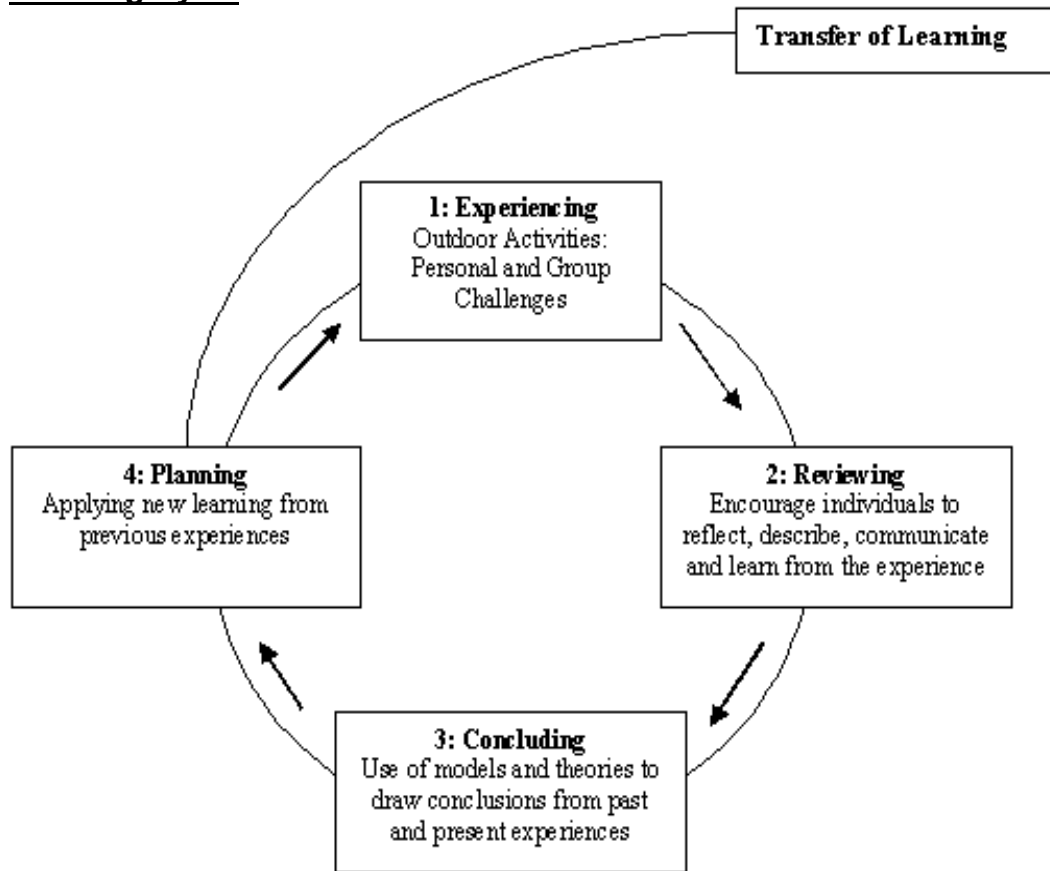 Transfer of Learning
1: Experiencing
Outdoor Activities:
Personal and Group
Challenges
4: Planning
Applying new learning from
previous experiences
2: Reviewing
Encourage individuals to
reflect, describe, communicate
and learn from the experience
3: Concluding
Use of models and theories to
draw conclusions from past
and present experiences